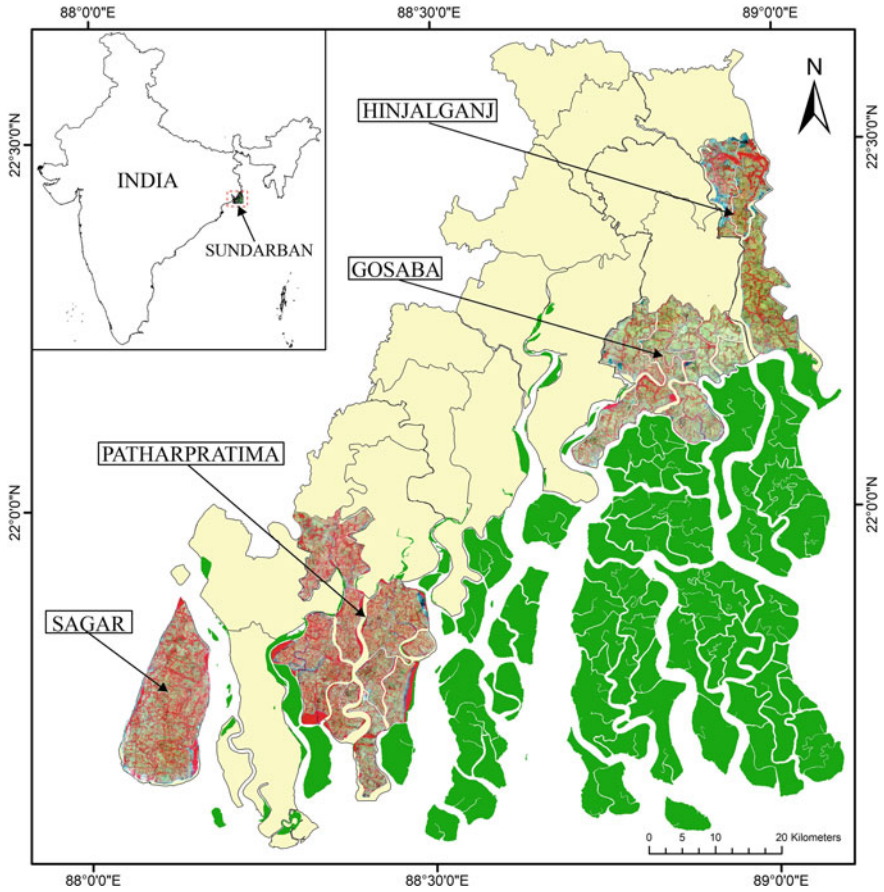 88°0'0"E 88°30'0"E 89°0'0"E
N
HINJALGANJ
22°30'0"N 22°30'0"N
INDIA
SUNDARBAN
GOSABA
PATHARPRATIMA
22°0'0"N 22°0'0"N
SAGAR
0 5 10 20 Kilometers
88°0'0"E 88°30'0"E 89°0'0"E